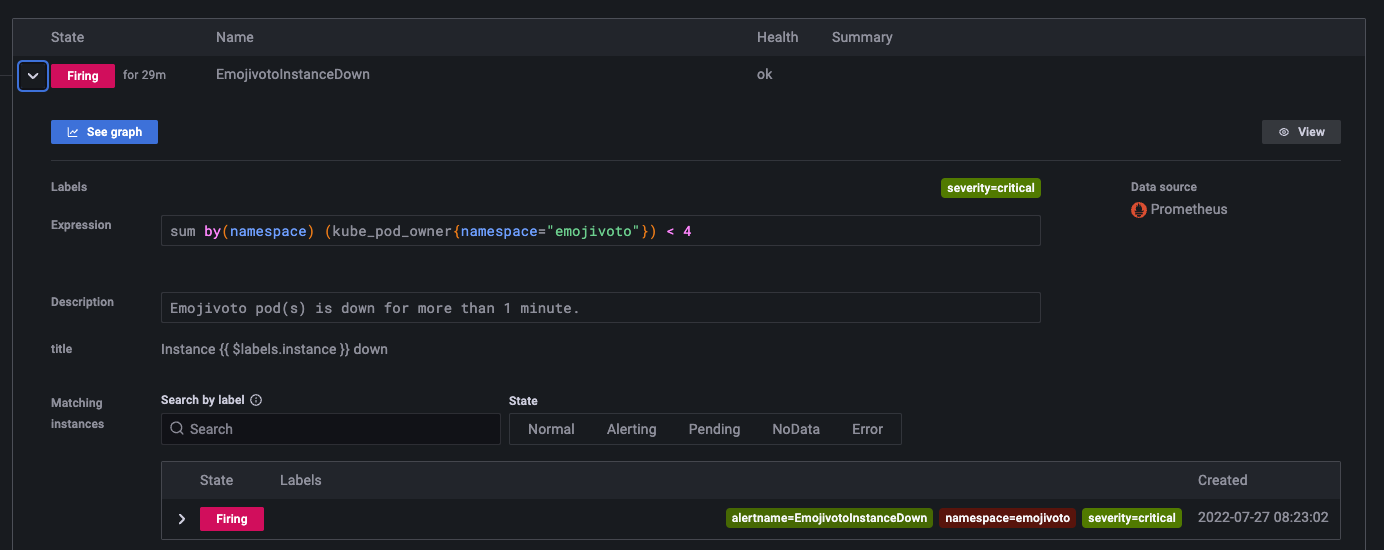 State Name Health Summary
Firing for 29m EmojivotoInstanceDown ok
See graph View
Labels severity=critical Data source
Prometheus
Expression sum by(namespace) (kube_pod_owner{namespace="emojivoto"}) < 4
Description Emojivoto pod(s) is down for more than 1 minute.
title Instance {{ $labels.instance }} down
Matching instances
Search by label State
Search Normal Alerting Pending NoData Error
State Labels Created
Firing alertname=EmojivotoInstanceDown namespace=emojivoto severity=critical 2022-07-27 08:23:02